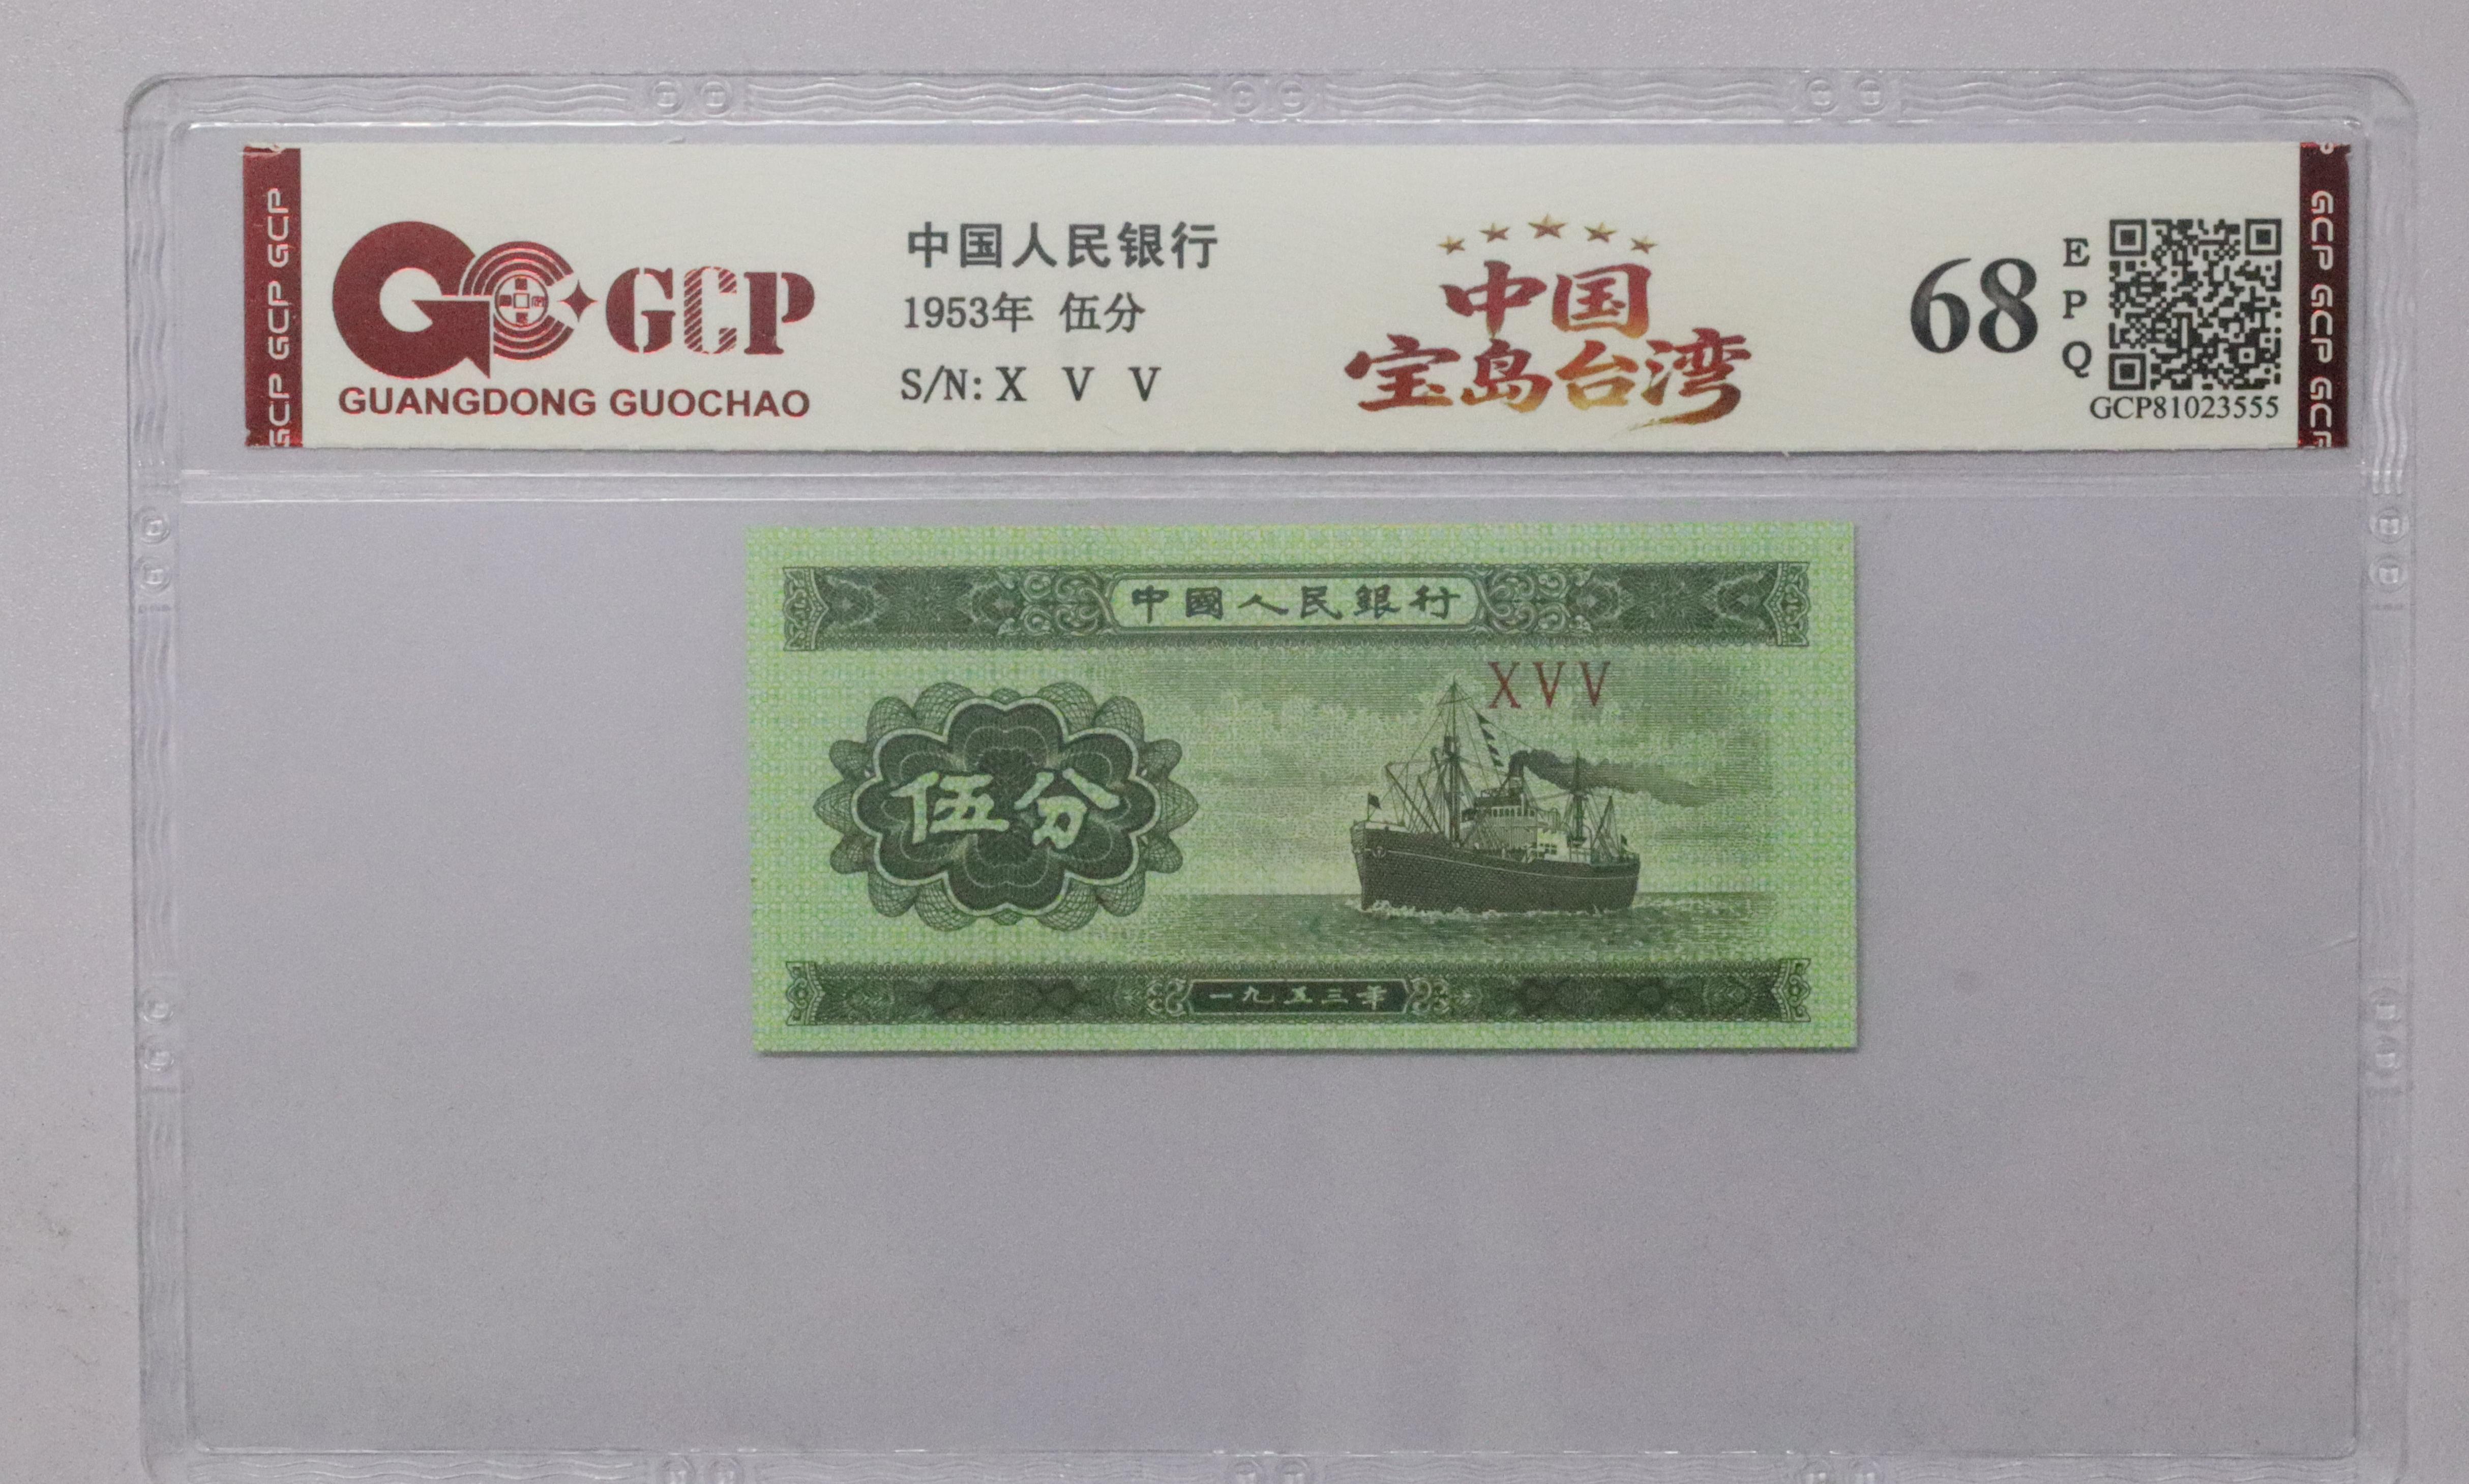 GCP GCP GCP
GCP
GUANGDONG GUOCHAO
中国人民银行
1953年 伍分
S/N: X V V
中国
宝岛台湾
68
E
P
Q
GCP81023555
GCP GCP GCP
中國人民銀行
XVV
伍分
一九五三年